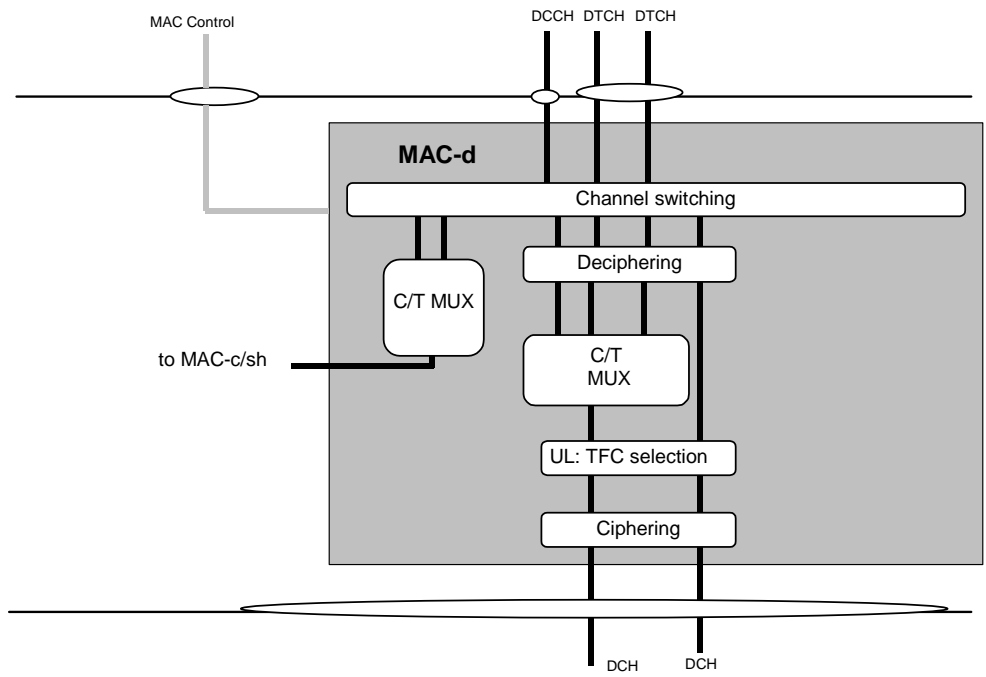 MAC Control
DCCH DTCH DTCH
MAC-d
Channel switching
Deciphering
C/T MUX
to MAC-c/sh
C/T
MUX
UL: TFC selection
Ciphering
DCH
DCH